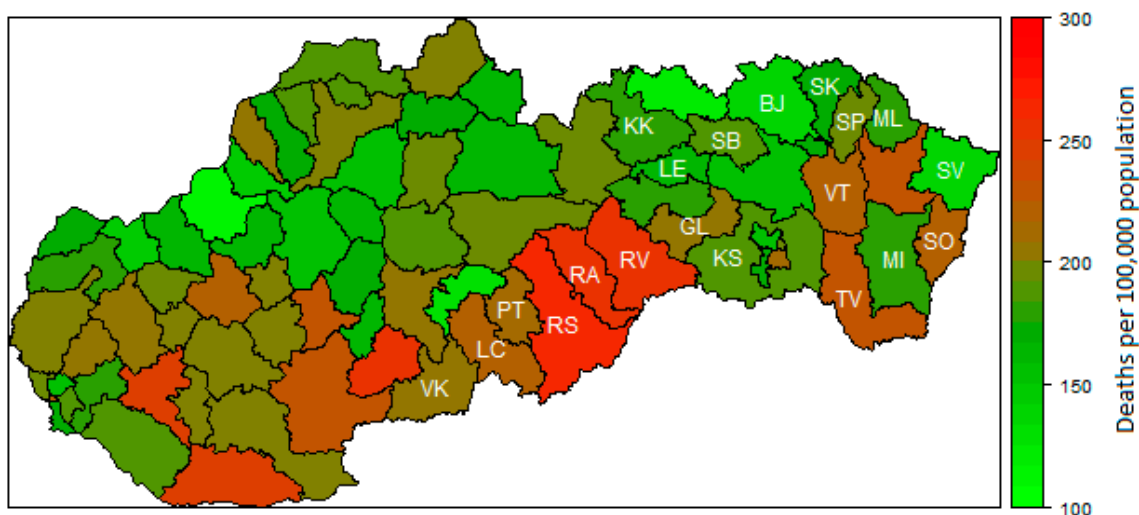 300
250
200
150
100
Deaths per 100,000 population
BJ
SK
KK
SB
SP
ML
LE
SV
VT
GL
RV
KS
SO
MI
RA
PT
RS
TV
LC
VK